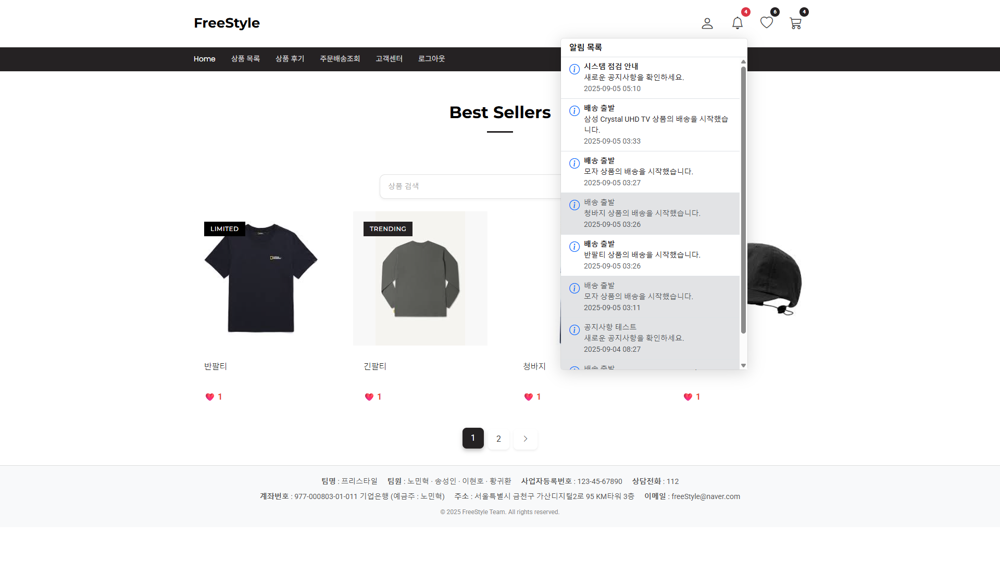 FreeStyle
4
6
4
Home
상품 목록
상품 후기
주문배송조회
고객센터
로그아웃
알림 목록
시스템 점검 안내
새로운 공지사항을 확인하세요.
2025-09-05 05:10
배송 출발
삼성 Crystal UHD TV 상품의 배송을 시작했습
니다.
2025-09-05 03:33
배송 출발
모자 상품의 배송을 시작했습니다.
2025-09-05 03:27
배송 출발
청바지 상품의 배송을 시작했습니다.
2025-09-05 03:26
배송 출발
반팔티 상품의 배송을 시작했습니다.
2025-09-05 03:26
배송 출발
모자 상품의 배송을 시작했습니다.
2025-09-05 03:11
공지사항 테스트
새로운 공지사항을 확인하세요.
2025-09-04 08:27
배송 출발
Best Sellers
상품 검색
LIMITED
TRENDING
반팔티
긴팔티
청바지
1
1
1
1
1
2
팀명 : 프리스타일 팀원 : 노민혁 · 송성인 · 이현호 · 황귀환 사업자등록번호 : 123-45-67890 상담전화 : 112
계좌번호 : 977-000803-01-011 기업은행 (예금주 : 노민혁) 주소 : 서울특별시 금천구 가산디지털2로 95 KM타워 3층 이메일 : freeStyle@naver.com
© 2025 FreeStyle Team. All rights reserved.